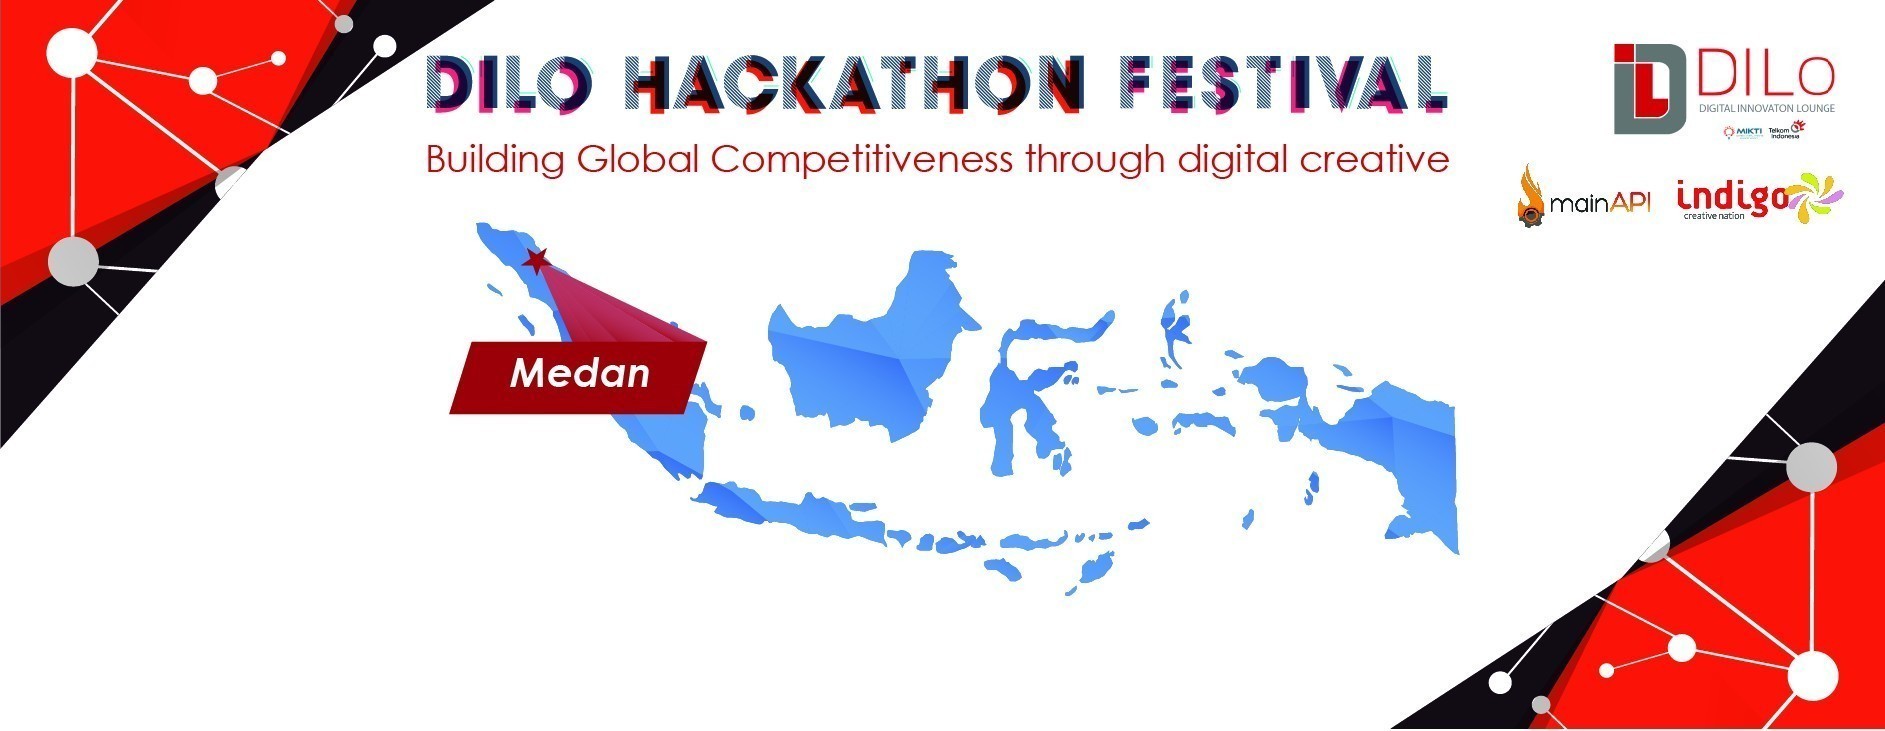 DILO HACKATHON FESTIVAL
Building Global Competitiveness through digital creative
DILo
DIGITAL INNOVATON LOUNGE
MIKTI
Telkom
Indonesia
mainAPI
indigo
creative nation
Medan